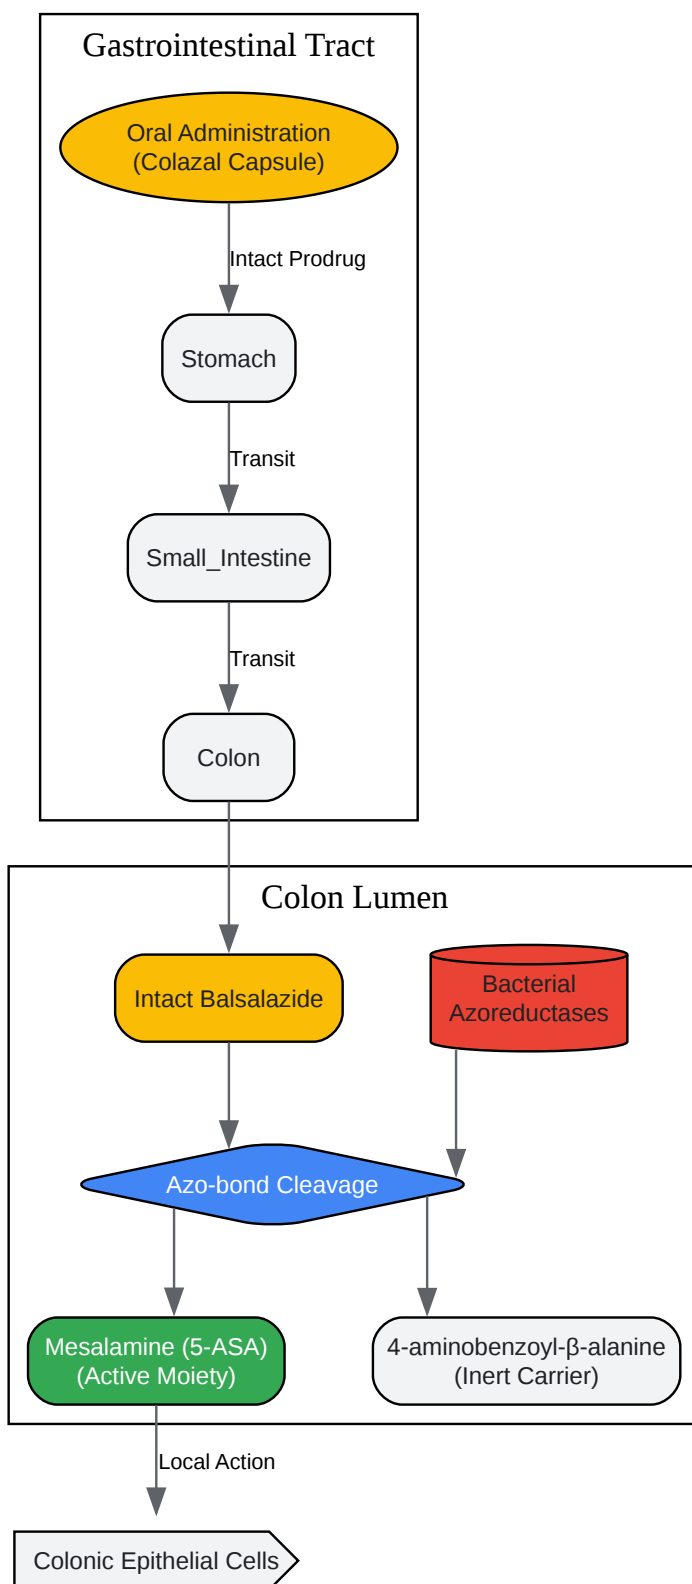 Gastrointestinal Tract
Oral Administration
(Colazal Capsule)
Intact Prodrug
Stomach
Transit
Small_Intestine
Transit
Colon
Colon Lumen
Intact Balsalazide
Bacterial
Azoreductases
Azo-bond Cleavage
Mesalamine (5-ASA)
(Active Moiety)
4-aminobenzoyl-β-alanine
(Inert Carrier)
Local Action
Colonic Epithelial Cells